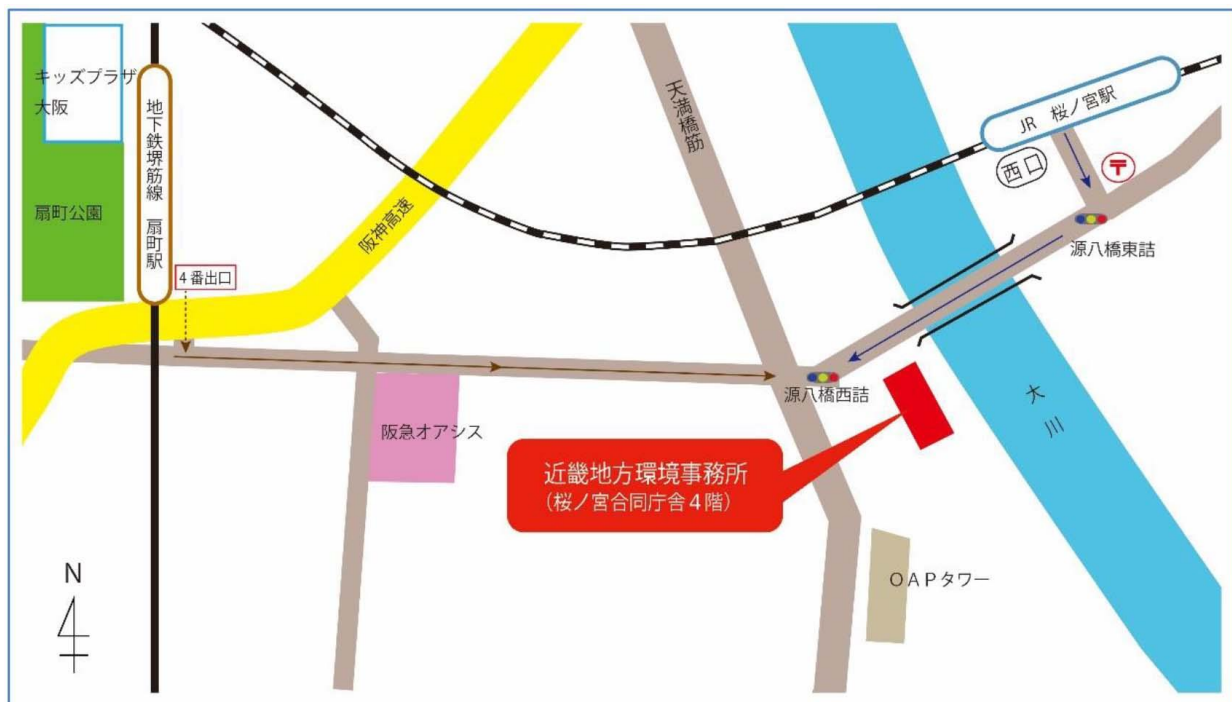 キッズプラザ
大阪
扇町公園
地下鉄堺筋線 扇町駅
4番出口
阪神高速
天満橋筋
JR 桜ノ宮駅
西口
〒
源八橋東詰
源八橋西詰
大川
阪急オアシス
近畿地方環境事務所
(桜ノ宮合同庁舎4階)
OAPタワー
N